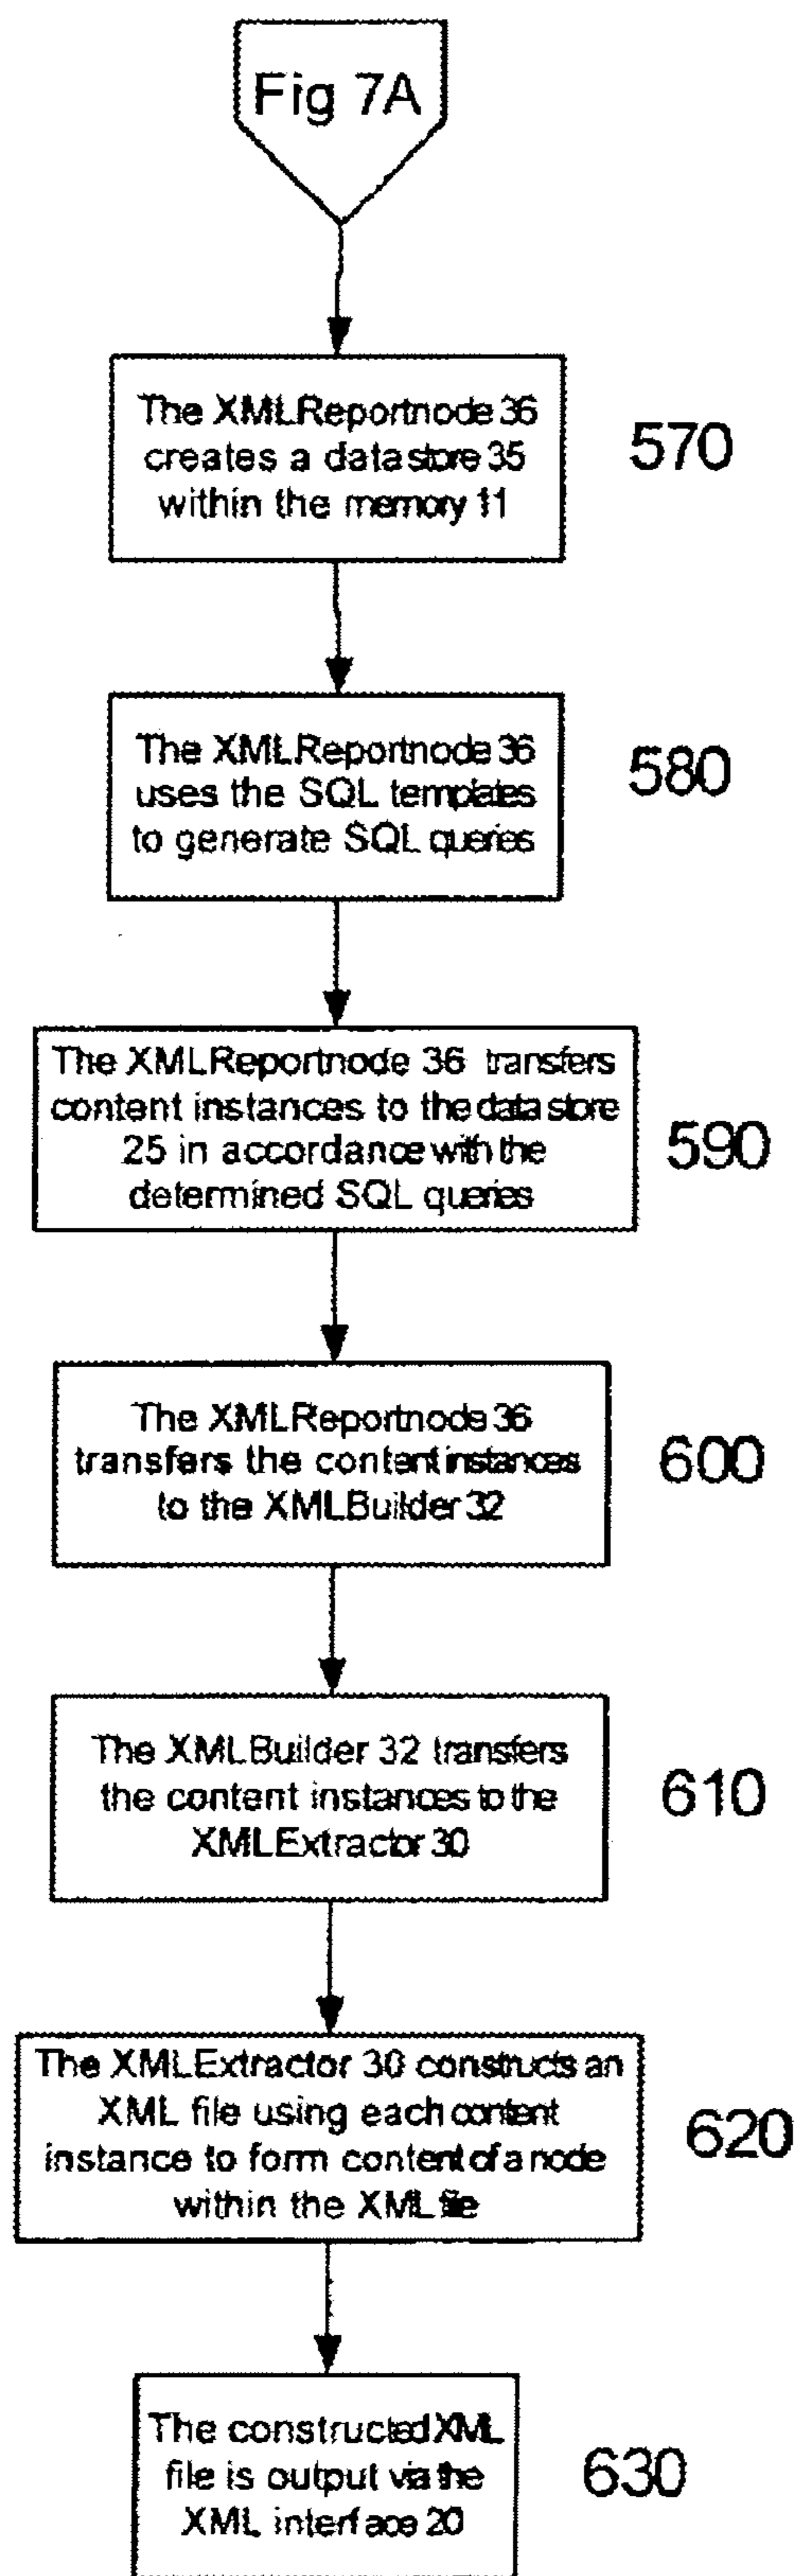 Fig 7A
The XMLReportnode 36
creates a data store 35
within the memory 11
570
The XMLReportnode 36
uses the SQL templates
to generate SQL queries
580
The XMLReportnode 36 transfers
content instances to the data store
25 in accordance with the
determined SQL queries
590
The XMLReportnode 36
transfers the content instances
to the XMLBuilder 32
600
The XMLBuilder 32 transfers
the content instances to the
XMLExtractor 30
610
The XMLExtractor 30 constructs an
XML file using each content
instance to form content of a node
within the XML file
620
The constructed XML
file is output via the
XML interface 20
630